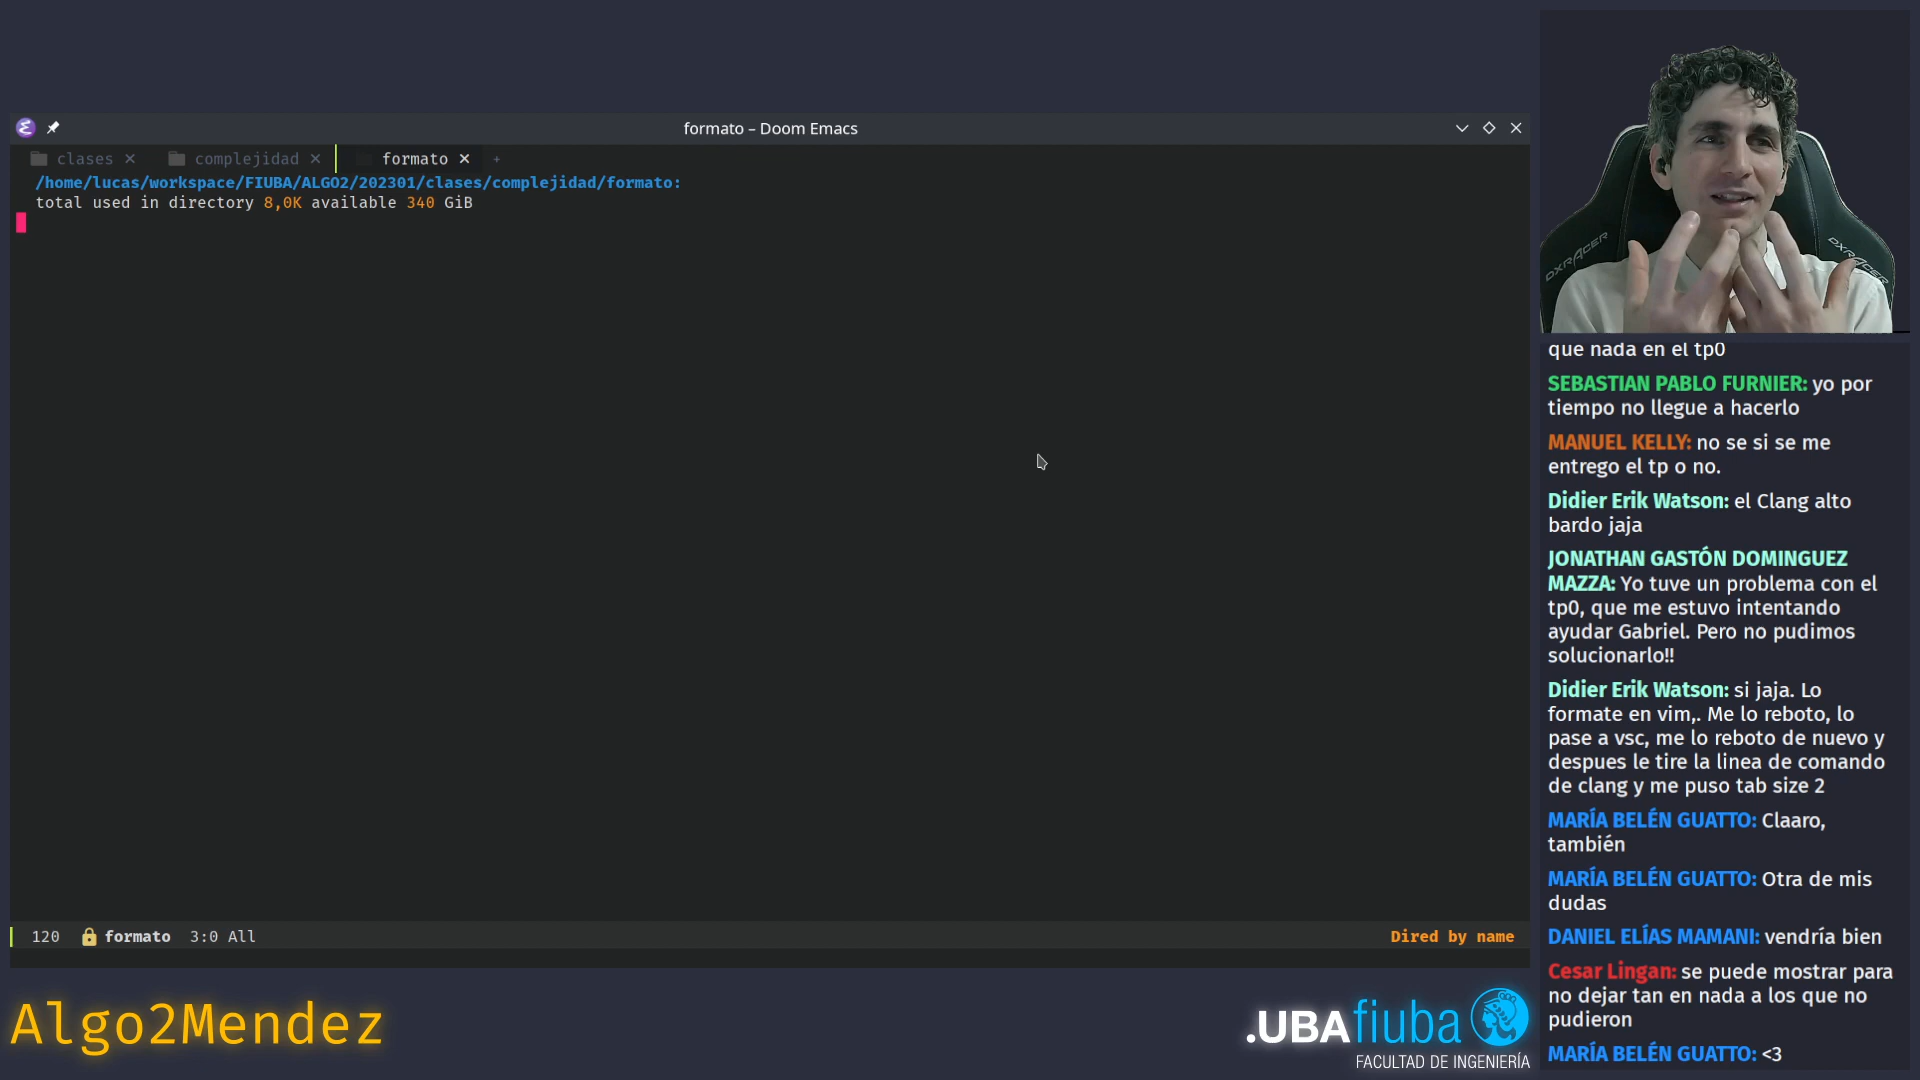 formato – Doom Emacs
clases
complejidad
formato
/home/lucas/workspace/FIUBA/ALGO2/202301/clases/complejidad/formato:
total used in directory 8,0K available 340 GiB
120 formato 3:0 All
Dired by name
Algo2Mendez
.UBAfiuba
FACULTAD DE INGENIERÍA
DXRACER
DXRACER
que nada en el tp0
SEBASTIAN PABLO FURNIER: yo por
tiempo no llegue a hacerlo
MANUEL KELLY: no se si se me
entrego el tp o no.
Didier Erik Watson: el Clang alto
bardo jaja
JONATHAN GASTÓN DOMINGUEZ
MAZZA: Yo tuve un problema con el
tp0, que me estuvo intentando
ayudar Gabriel. Pero no pudimos
solucionarlo!!
Didier Erik Watson: si jaja. Lo
formate en vim,. Me lo reboto, lo
pase a vsc, me lo reboto de nuevo y
despues le tire la linea de comando
de clang y me puso tab size 2
MARÍA BELÉN GUATTO: Claaro,
también
MARÍA BELÉN GUATTO: Otra de mis
dudas
DANIEL ELÍAS MAMANI: vendría bien
Cesar Lingan: se puede mostrar para
no dejar tan en nada a los que no
pudieron
MARÍA BELÉN GUATTO: <3